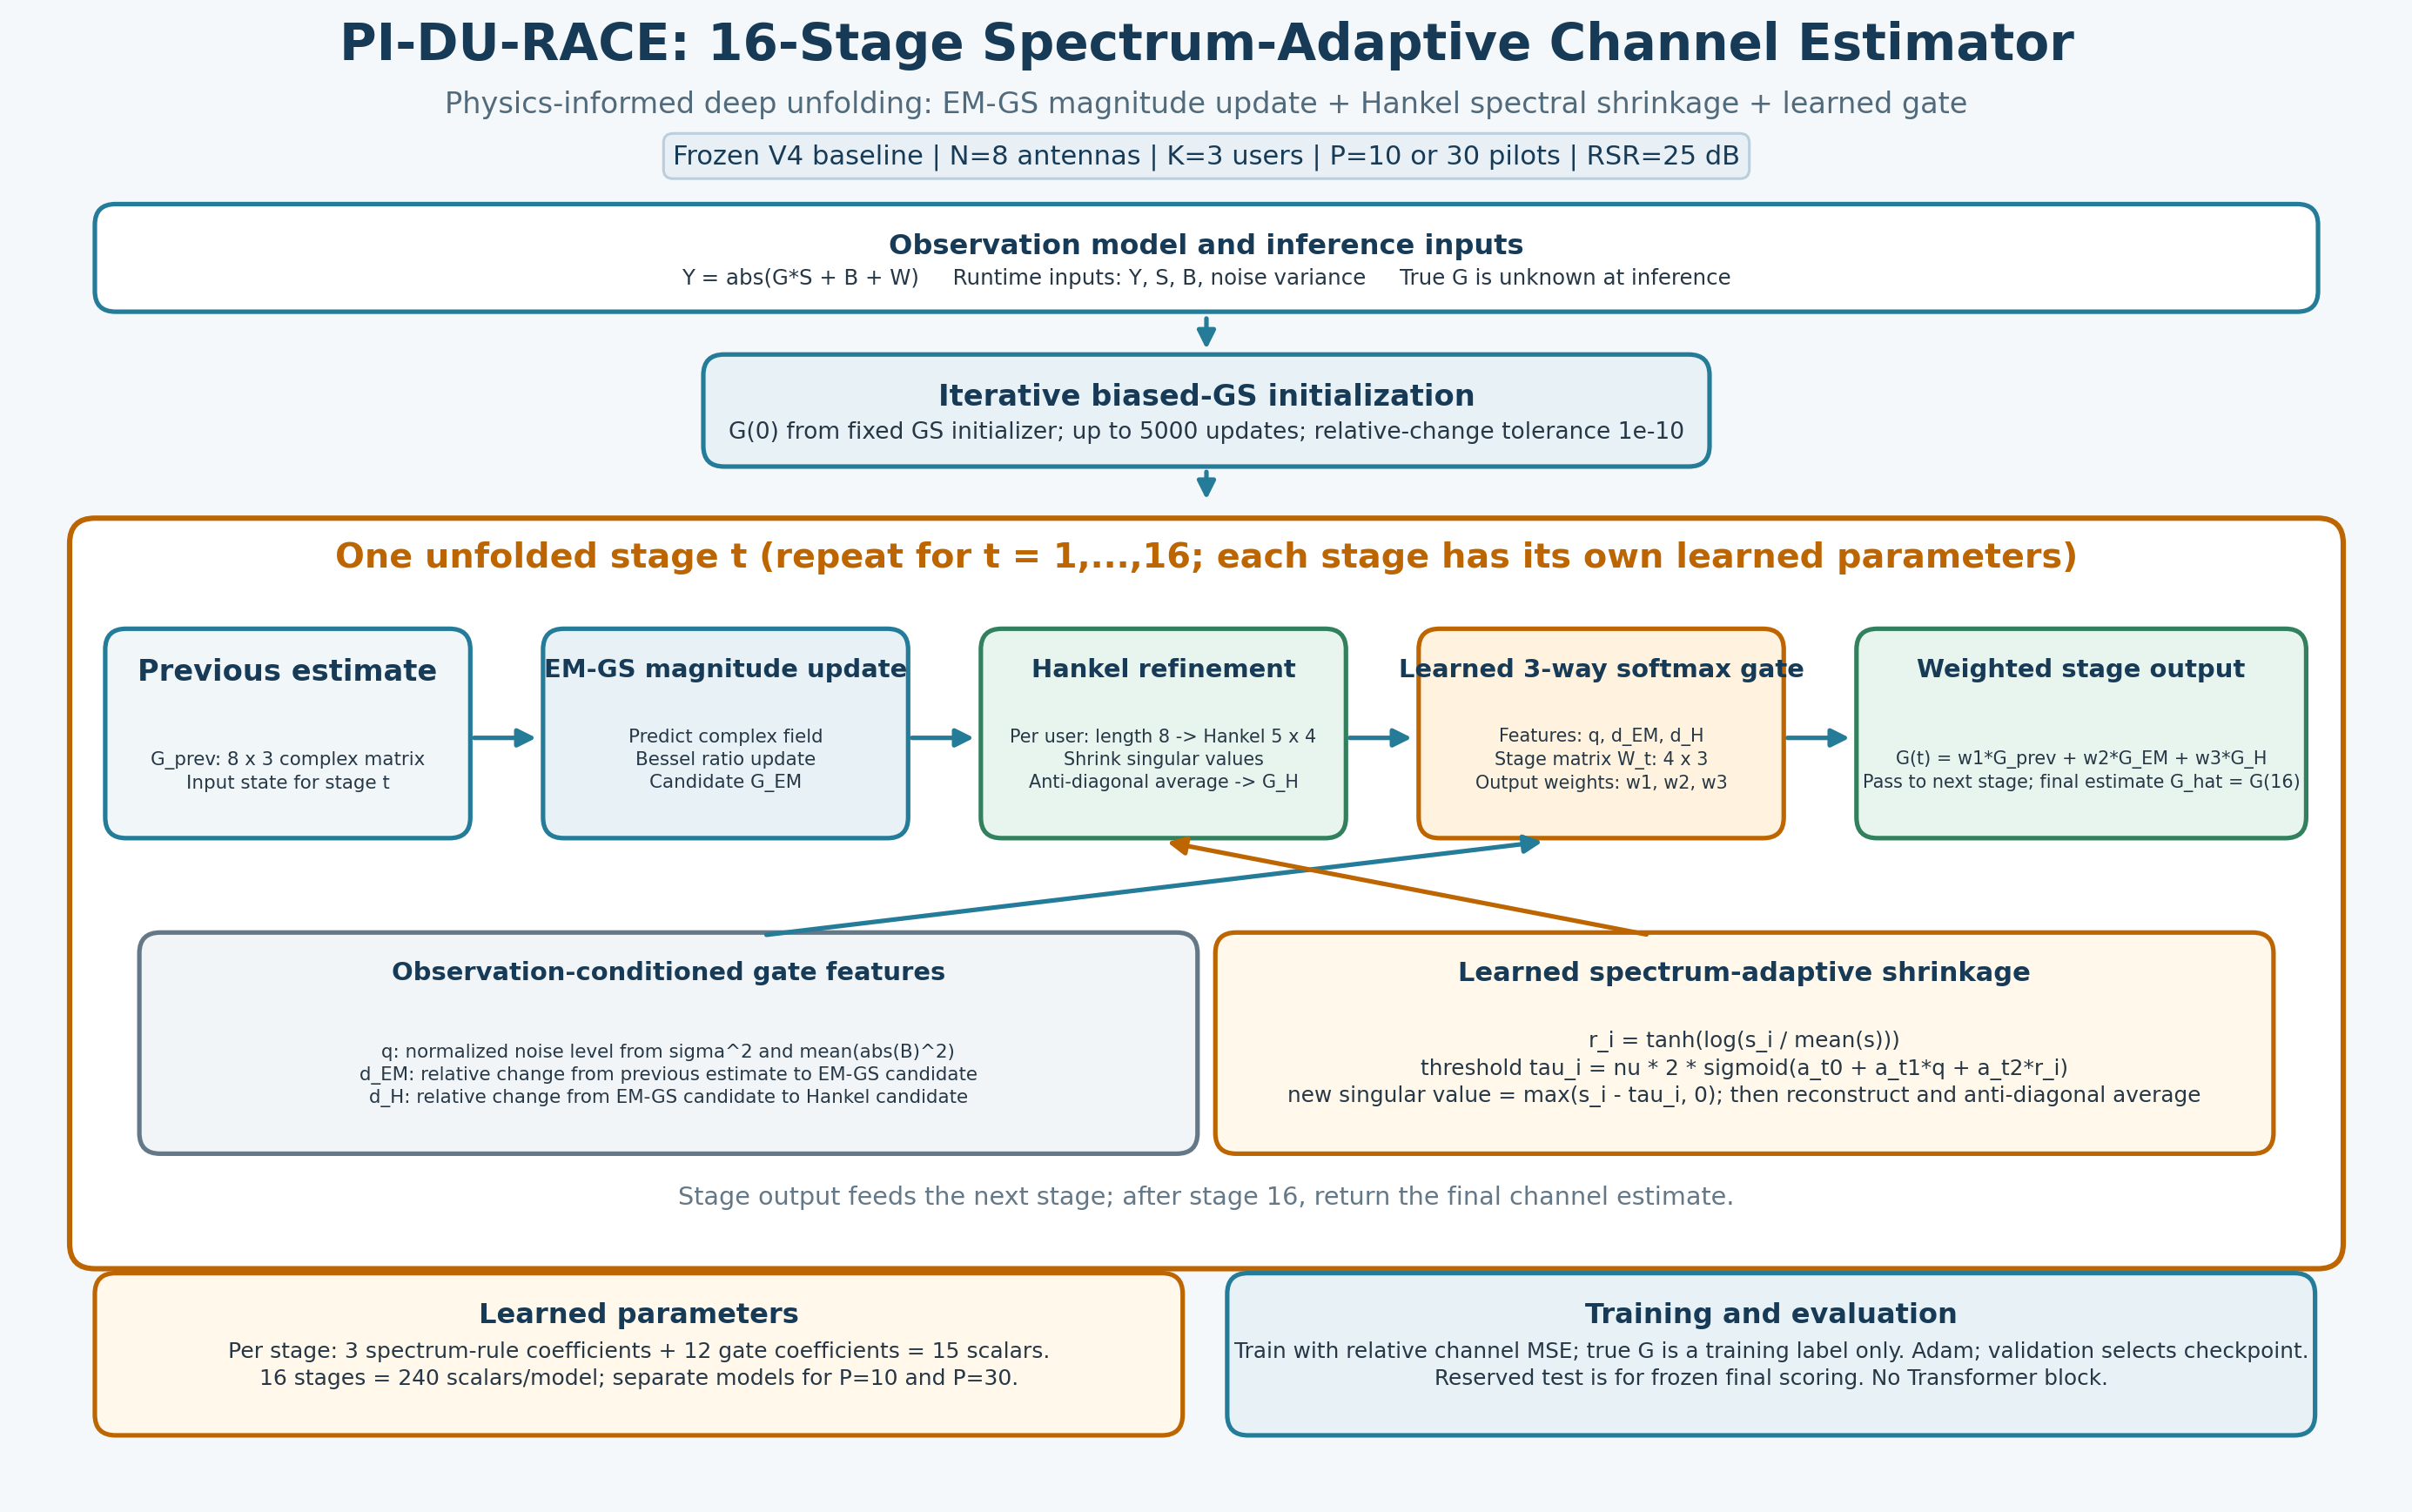 PI-DU-RACE: 16-Stage Spectrum-Adaptive Channel Estimator
Physics-informed deep unfolding: EM-GS magnitude update + Hankel spectral shrinkage + learned gate
Frozen V4 baseline | N=8 antennas | K=3 users | P=10 or 30 pilots | RSR=25 dB
Observation model and inference inputs
Y = abs(G*S + B + W)     Runtime inputs: Y, S, B, noise variance     True G is unknown at inference
Iterative biased-GS initialization
G(0) from fixed GS initializer; up to 5000 updates; relative-change tolerance 1e-10
One unfolded stage t (repeat for t = 1,...,16; each stage has its own learned parameters)
Previous estimate
G_prev: 8 x 3 complex matrix
Input state for stage t
EM-GS magnitude update
Predict complex field
Bessel ratio update
Candidate G_EM
Hankel refinement
Per user: length 8 -> Hankel 5 x 4
Shrink singular values
Anti-diagonal average -> G_H
Learned 3-way softmax gate
Features: q, d_EM, d_H
Stage matrix W_t: 4 x 3
Output weights: w1, w2, w3
Weighted stage output
G(t) = w1*G_prev + w2*G_EM + w3*G_H
Pass to next stage; final estimate G_hat = G(16)
Observation-conditioned gate features
q: normalized noise level from sigma^2 and mean(abs(B)^2)
d_EM: relative change from previous estimate to EM-GS candidate
d_H: relative change from EM-GS candidate to Hankel candidate
Learned spectrum-adaptive shrinkage
r_i = tanh(log(s_i / mean(s)))
threshold tau_i = nu * 2 * sigmoid(a_t0 + a_t1*q + a_t2*r_i)
new singular value = max(s_i - tau_i, 0); then reconstruct and anti-diagonal average
Stage output feeds the next stage; after stage 16, return the final channel estimate.
Learned parameters
Per stage: 3 spectrum-rule coefficients + 12 gate coefficients = 15 scalars.
16 stages = 240 scalars/model; separate models for P=10 and P=30.
Training and evaluation
Train with relative channel MSE; true G is a training label only. Adam; validation selects checkpoint.
Reserved test is for frozen final scoring. No Transformer block.